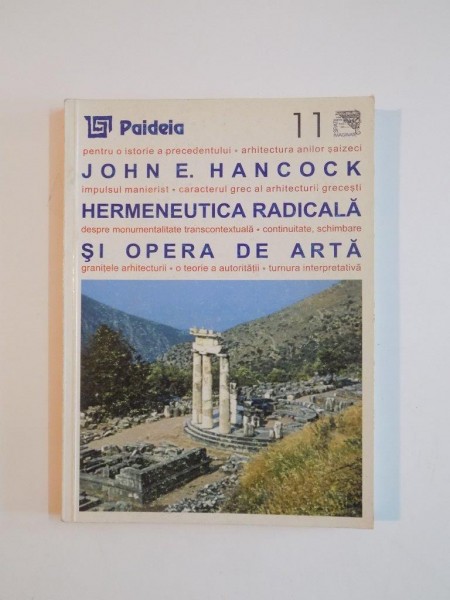 Paideia 11
pentru o istorie a precedentului • arhitectura anilor şaizeci
JOHN E. HANCOCK
impulsul manierist • caracterul grec al arhitecturii greceşti
HERMENEUTICA RADICALĂ
despre monumentalitate transcontextuală • continuitate, schimbare
ŞI OPERA DE ARTĂ
graniţele arhitecturii • o teorie a autorităţii • turnura interpretativă